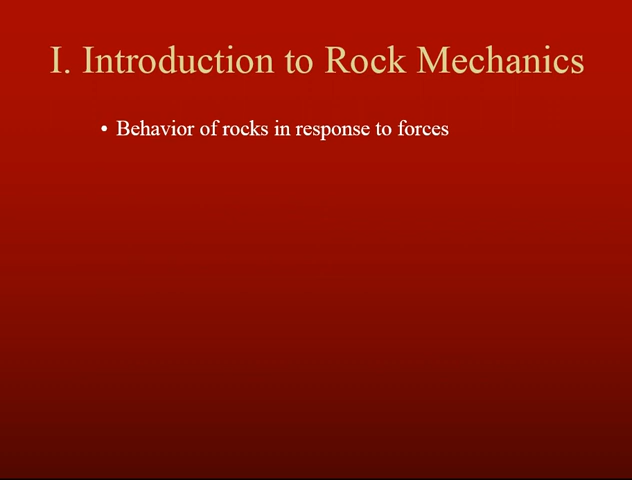 I. Introduction to Rock Mechanics
• Behavior of rocks in response to forces